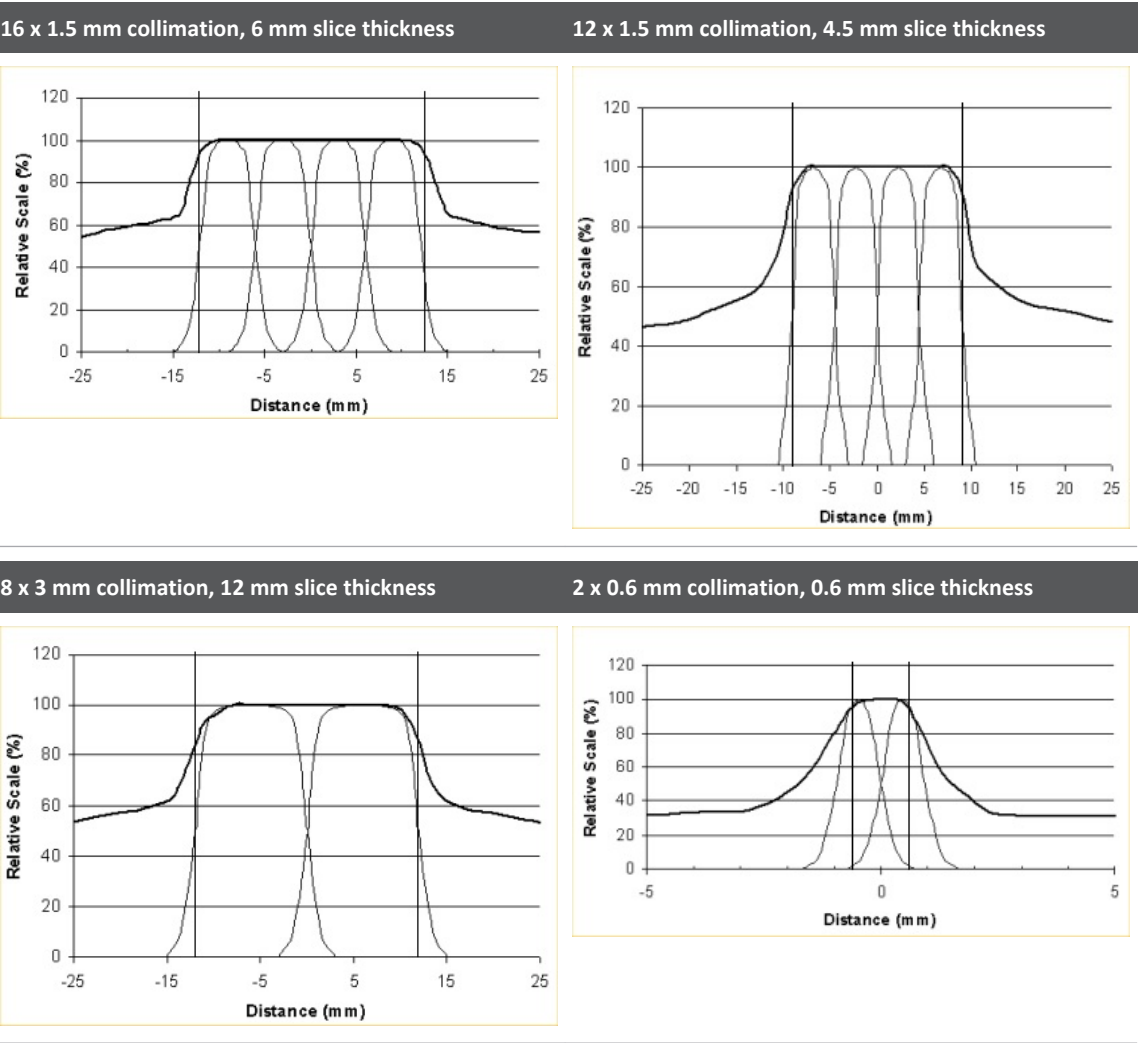 16 x 1.5 mm collimation, 6 mm slice thickness
12 x 1.5 mm collimation, 4.5 mm slice thickness
120
100
80
60
40
20
0
Relative Scale (%)
-25 -15 -5 5 15 25
Distance (mm)
120
100
80
60
40
20
0
Relative Scale (%)
-25 -20 -15 -10 -5 0 5 10 15 20 25
Distance (mm)
8 x 3 mm collimation, 12 mm slice thickness
2 x 0.6 mm collimation, 0.6 mm slice thickness
120
100
80
60
40
20
0
Relative Scale (%)
-25 -15 -5 5 15 25
Distance (mm)
120
100
80
60
40
20
0
Relative Scale (%)
-5 0 5
Distance (mm)